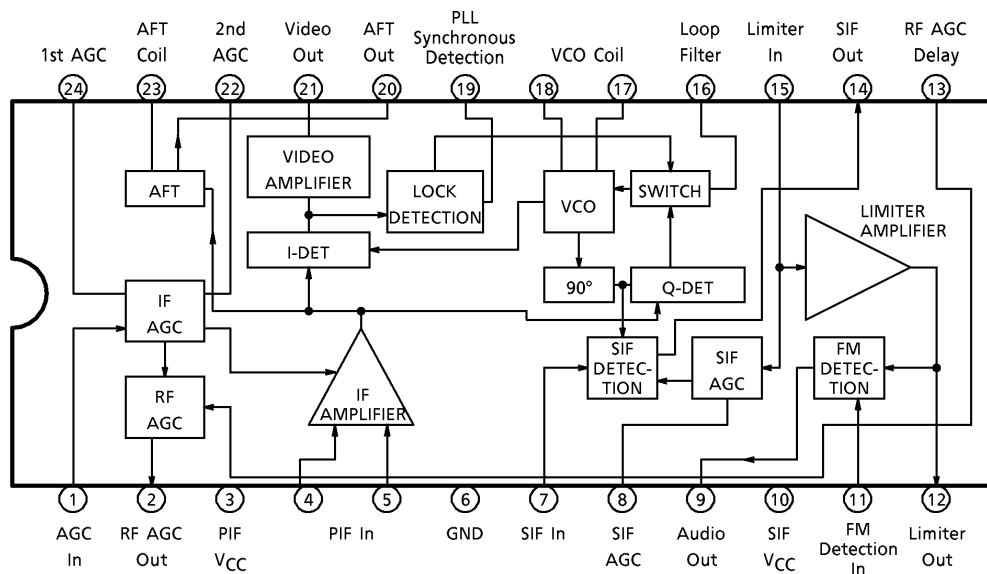 1st AGC
AFT
Coil
2nd
AGC
Video
Out
AFT
Out
PLL
Synchronous
Detection
VCO Coil
Loop
Filter
Limiter
In
SIF
Out
RF AGC
Delay
24
23
22
21
20
19
18
17
16
15
14
13
AFT
VIDEO
AMPLIFIER
LOCK
DETECTION
VCO
SWITCH
LIMITER
AMPLIFIER
I-DET
90°
Q-DET
IF
AGC
SIF
DETEC-
TION
SIF
AGC
FM
DETEC-
TION
RF
AGC
IF
AMPLIFIER
1
2
3
4
5
6
7
8
9
10
11
12
AGC
In
RF AGC
Out
PIF
VCC
PIF In
GND
SIF In
SIF
AGC
Audio
Out
SIF
VCC
FM
Detection
In
Limiter
Out